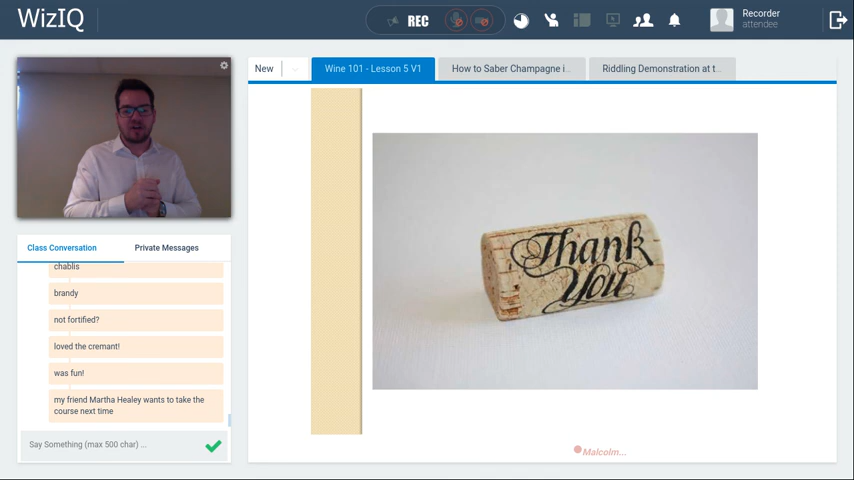 WizIQ
REC
Recorder
attendee
New
Wine 101 - Lesson 5 V1
How to Saber Champagne i...
Riddling Demonstration at t...
Class Conversation
Private Messages
chablis
brandy
not fortified?
loved the cremant!
was fun!
my friend Martha Healey wants to take the
course next time
Say Something (max 500 char) ...
Thank
You
Malcolm...